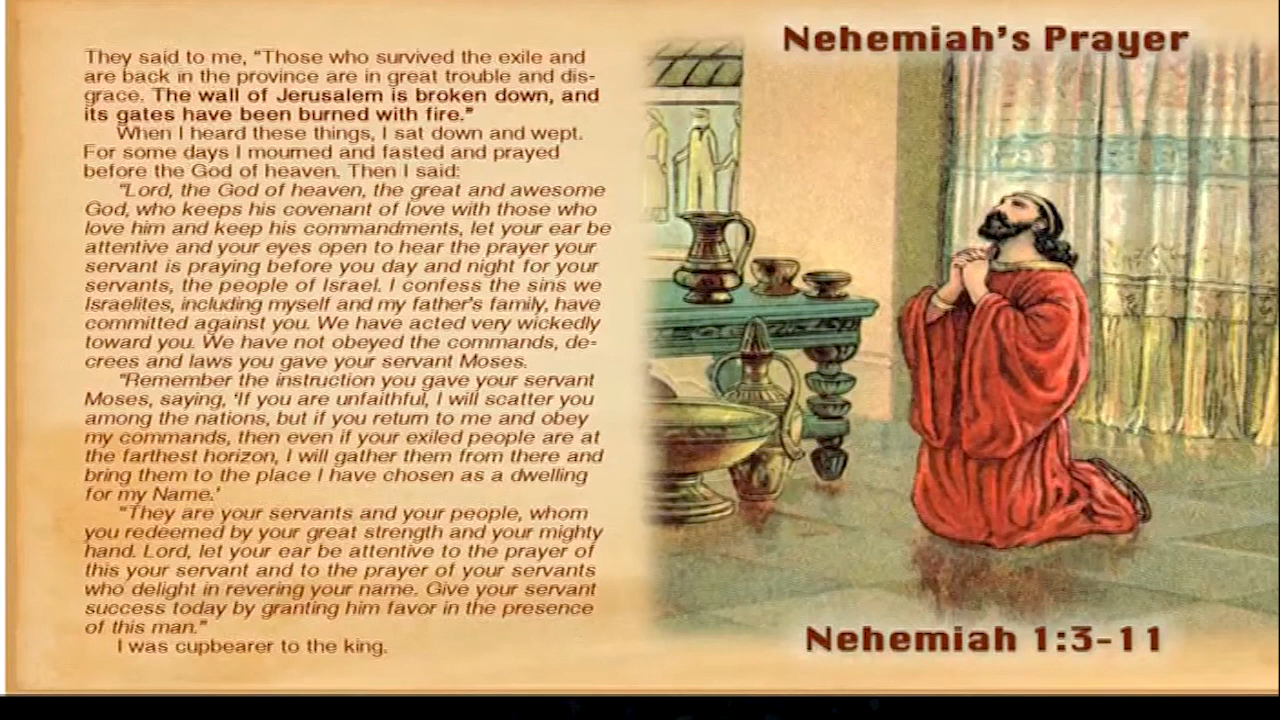 Nehemiah's Prayer
They said to me, "Those who survived the exile and
are back in the province are in great trouble and dis-
grace. The wall of Jerusalem is broken down, and
its gates have been burned with fire."
When I heard these things, I sat down and wept.
For some days I mourned and fasted and prayed
before the God of heaven. Then I said:
"Lord, the God of heaven, the great and awesome
God, who keeps his covenant of love with those who
love him and keep his commandments, let your ear be
attentive and your eyes open to hear the prayer your
servant is praying before you day and night for your
servants, the people of Israel. I confess the sins we
Israelites, including myself and my father's family, have
committed against you. We have acted very wickedly
toward you. We have not obeyed the commands, de-
crees and laws you gave your servant Moses.
"Remember the instruction you gave your servant
Moses, saying, 'If you are unfaithful, I will scatter you
among the nations, but if you return to me and obey
my commands, then even if your exiled people are at
the farthest horizon, I will gather them from there and
bring them to the place I have chosen as a dwelling
for my Name.'
"They are your servants and your people, whom
you redeemed by your great strength and your mighty
hand. Lord, let your ear be attentive to the prayer of
this your servant and to the prayer of your servants
who delight in revering your name. Give your servant
success today by granting him favor in the presence
of this man."
I was cupbearer to the king.
Nehemiah 1:3-11